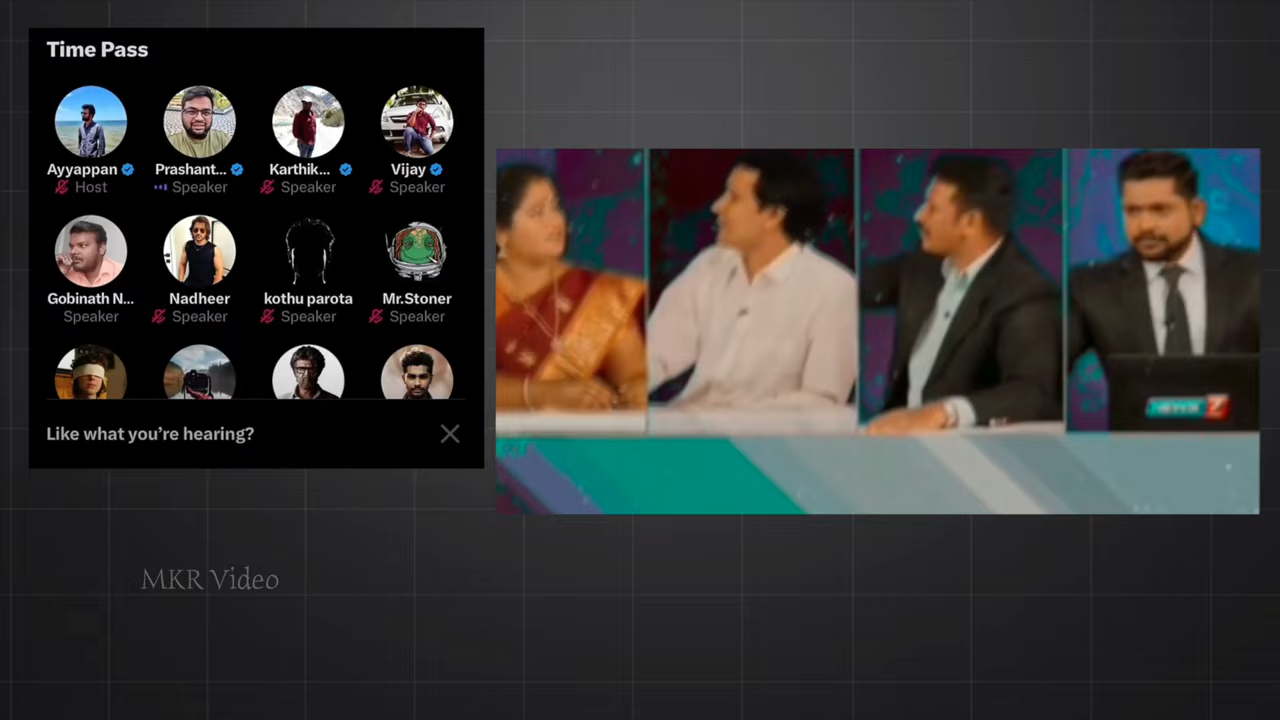 Time Pass
Ayyappan
Prashant...
Karthik...
Vijay
Host
Speaker
Speaker
Speaker
Gobinath N...
Nadheer
kothu parota
Mr.Stoner
Speaker
Speaker
Speaker
Speaker
Like what you're hearing?
MKR Video